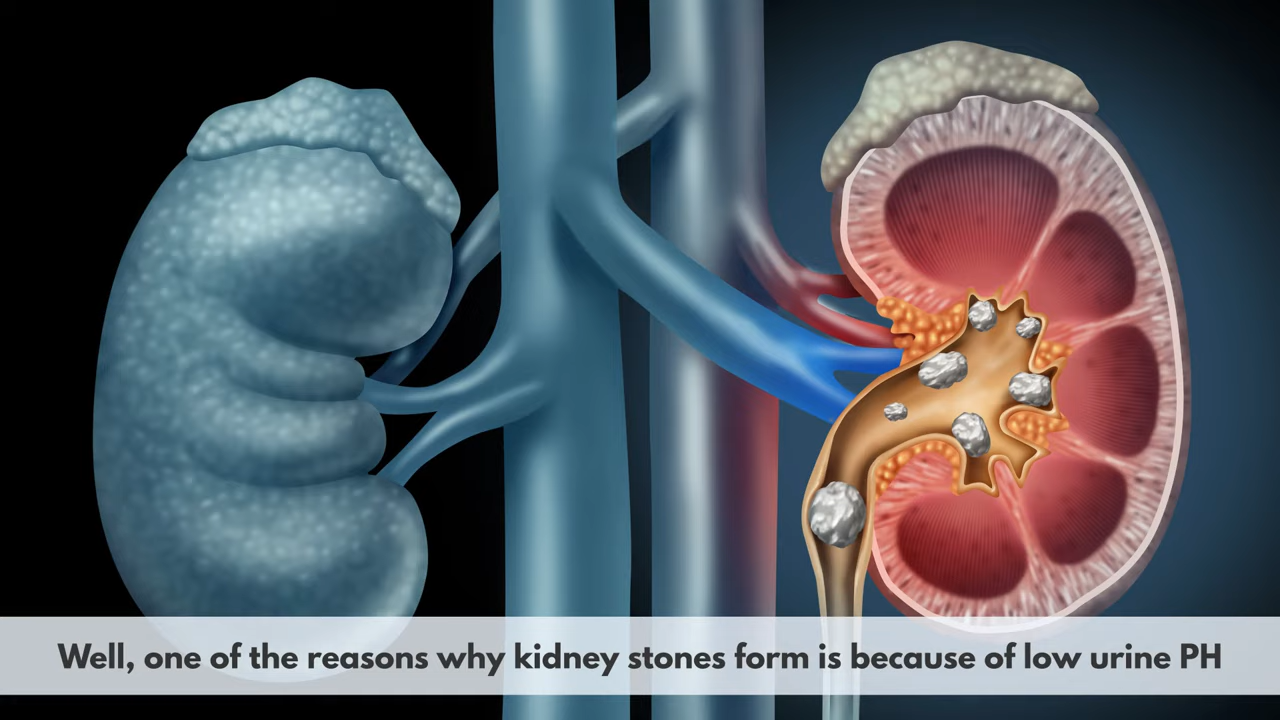 Well, one of the reasons why kidney stones form is because of low urine PH